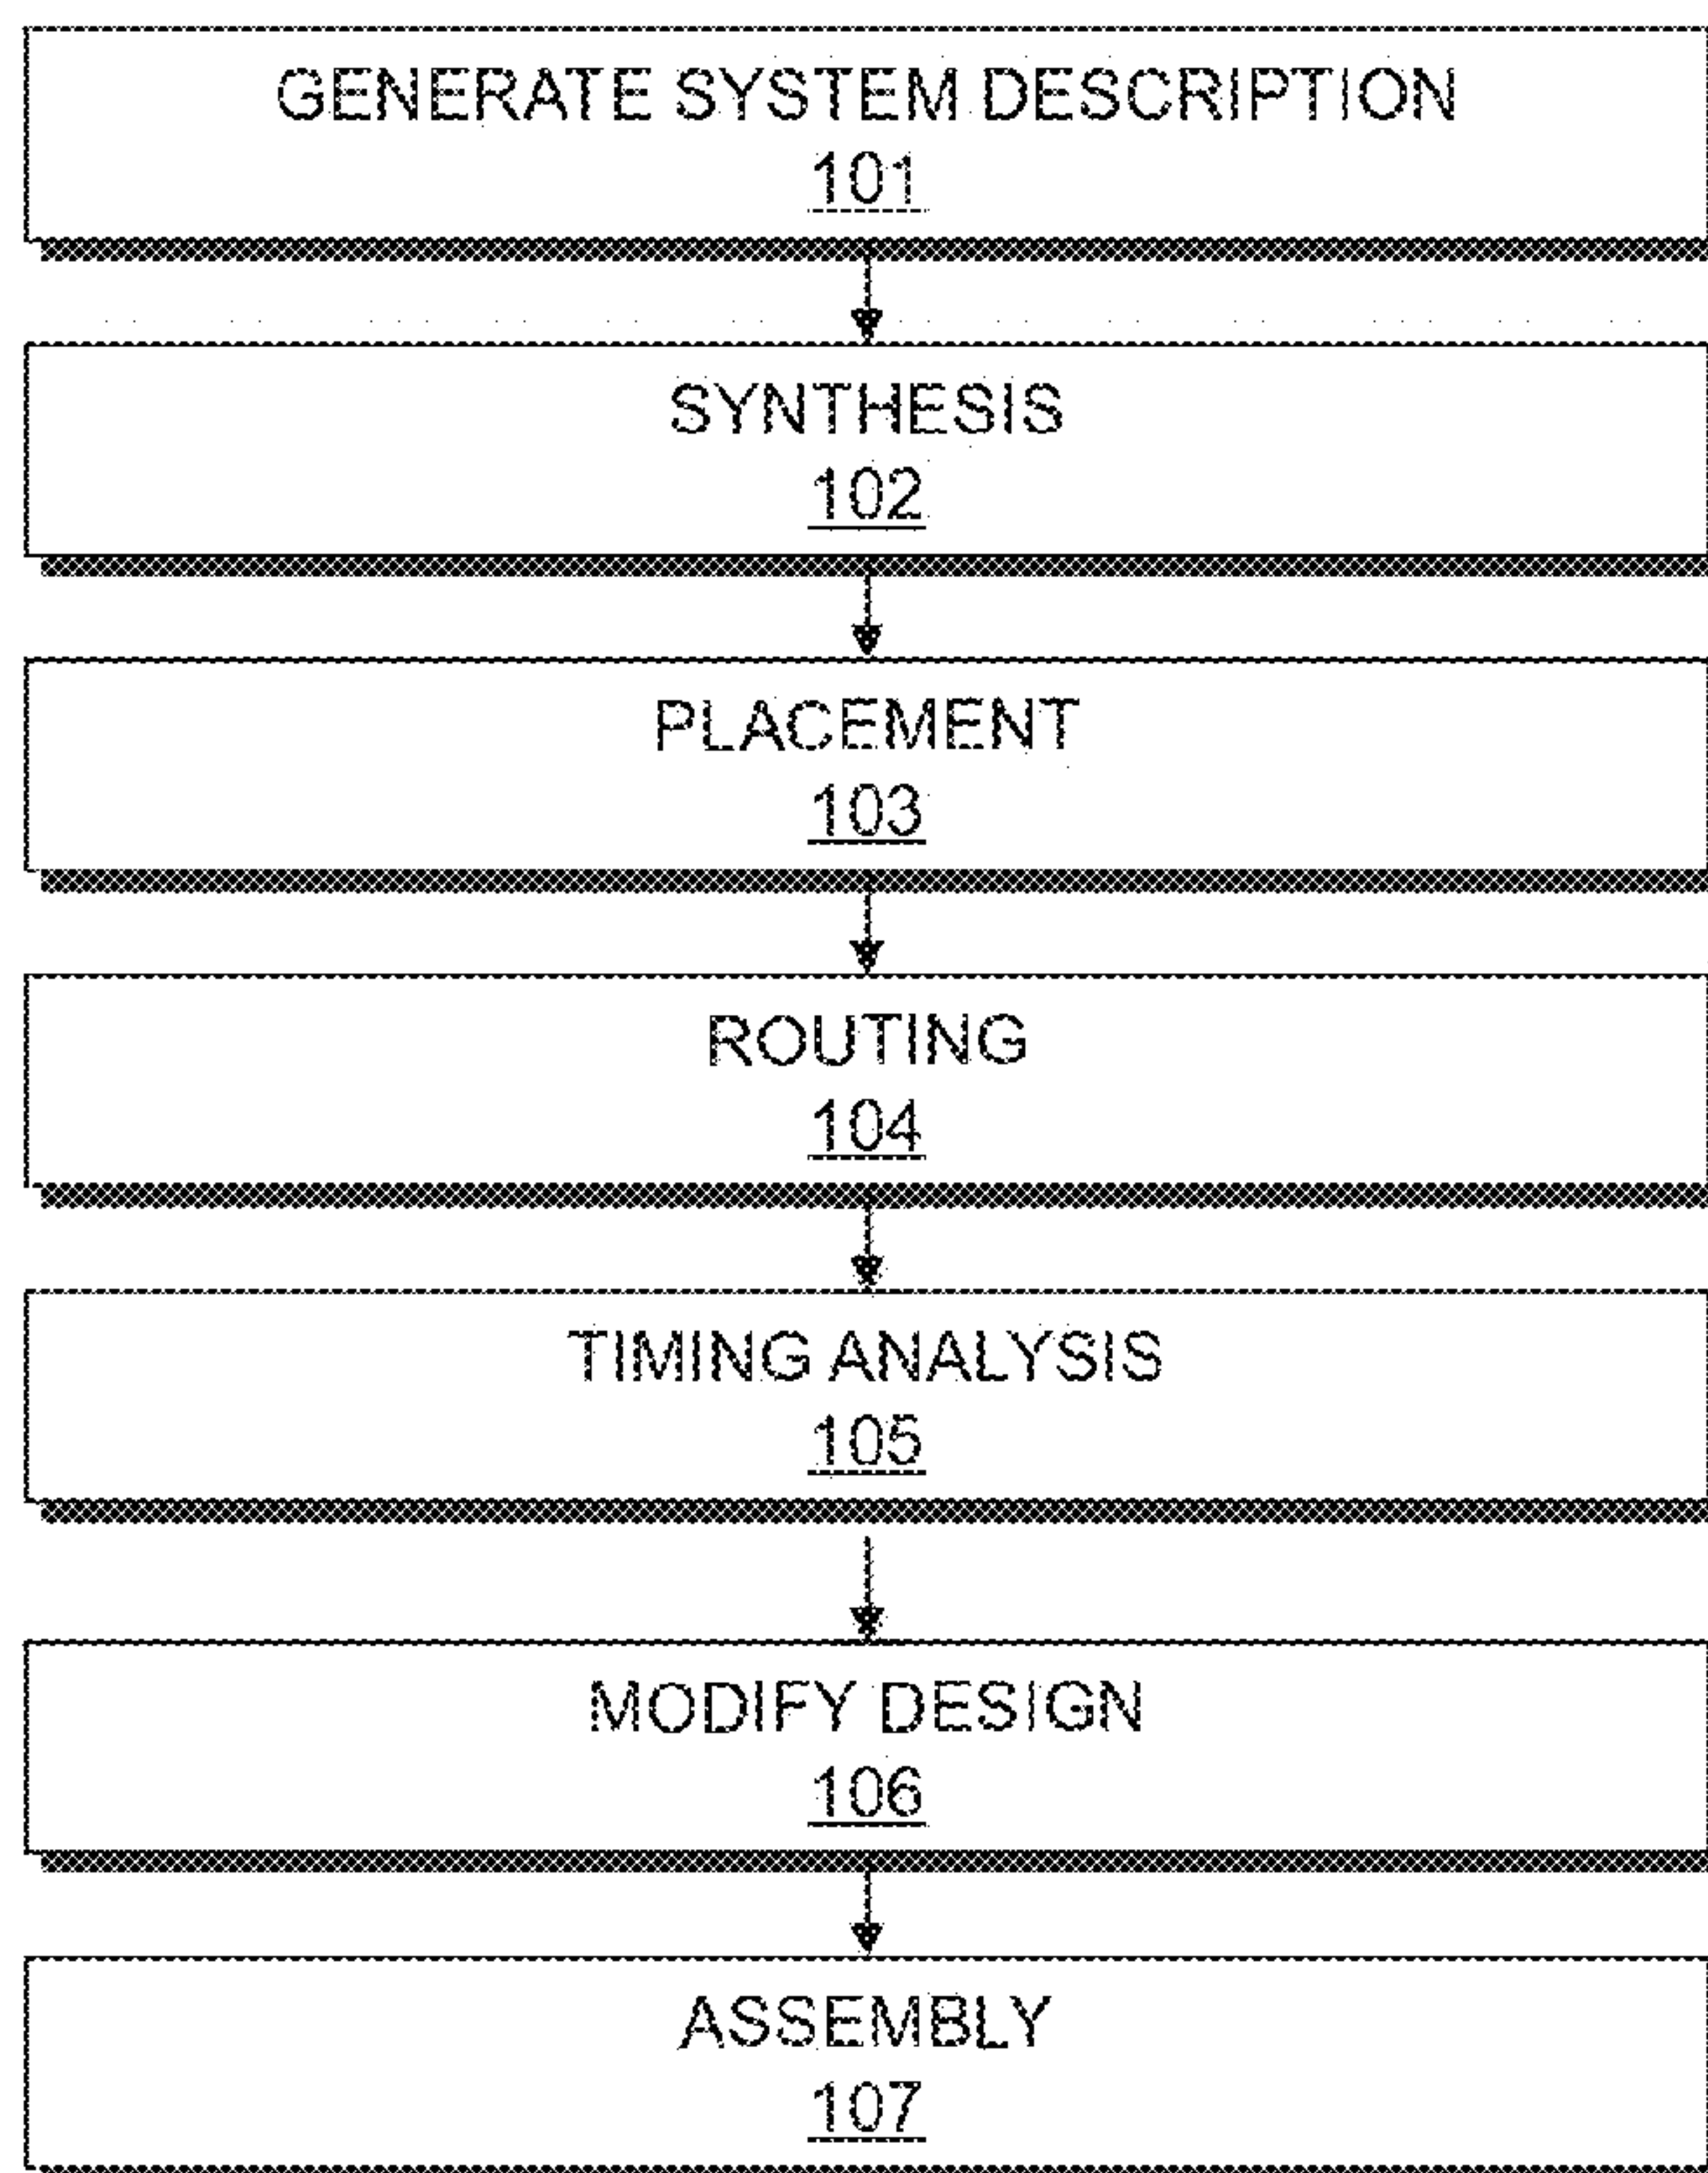 GENERATE SYSTEM DESCRIPTION
101
SYNTHESIS
102
PLACEMENT
103
ROUTING
104
TIMING ANALYSIS
105
MODIFY DESIGN
106
ASSEMBLY
107